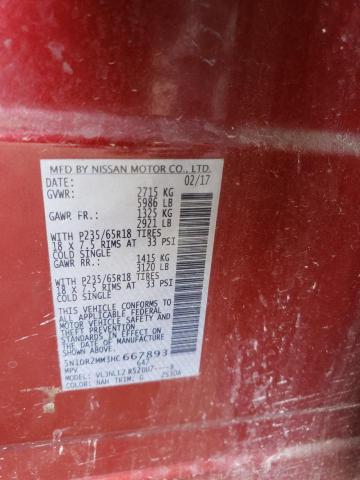 MFD BY NISSAN MOTOR CO., LTD.
DATE: 02/17
GVWR: 2715 KG
5986 LB
GAWR FR: 1325 KG
2921 LB
WITH P235/65R18 TIRES
18 X 7.5 RIMS AT 33 PSI
COLD SINGLE
GAWR RR: 1415 KG
3120 LB
WITH P235/65R18 TIRES
18 X 7.5 RIMS AT 33 PSI
COLD SINGLE
THIS VEHICLE CONFORMS TO
ALL APPLICABLE FEDERAL
MOTOR VEHICLE SAFETY AND
THEFT PREVENTION
STANDARDS IN EFFECT ON
THE DATE OF MANUFACTURE
SHOWN ABOVE.
5N1DR2MM3HC667893
MPV 647
MODEL:
COLOR: NAH TRIM: G